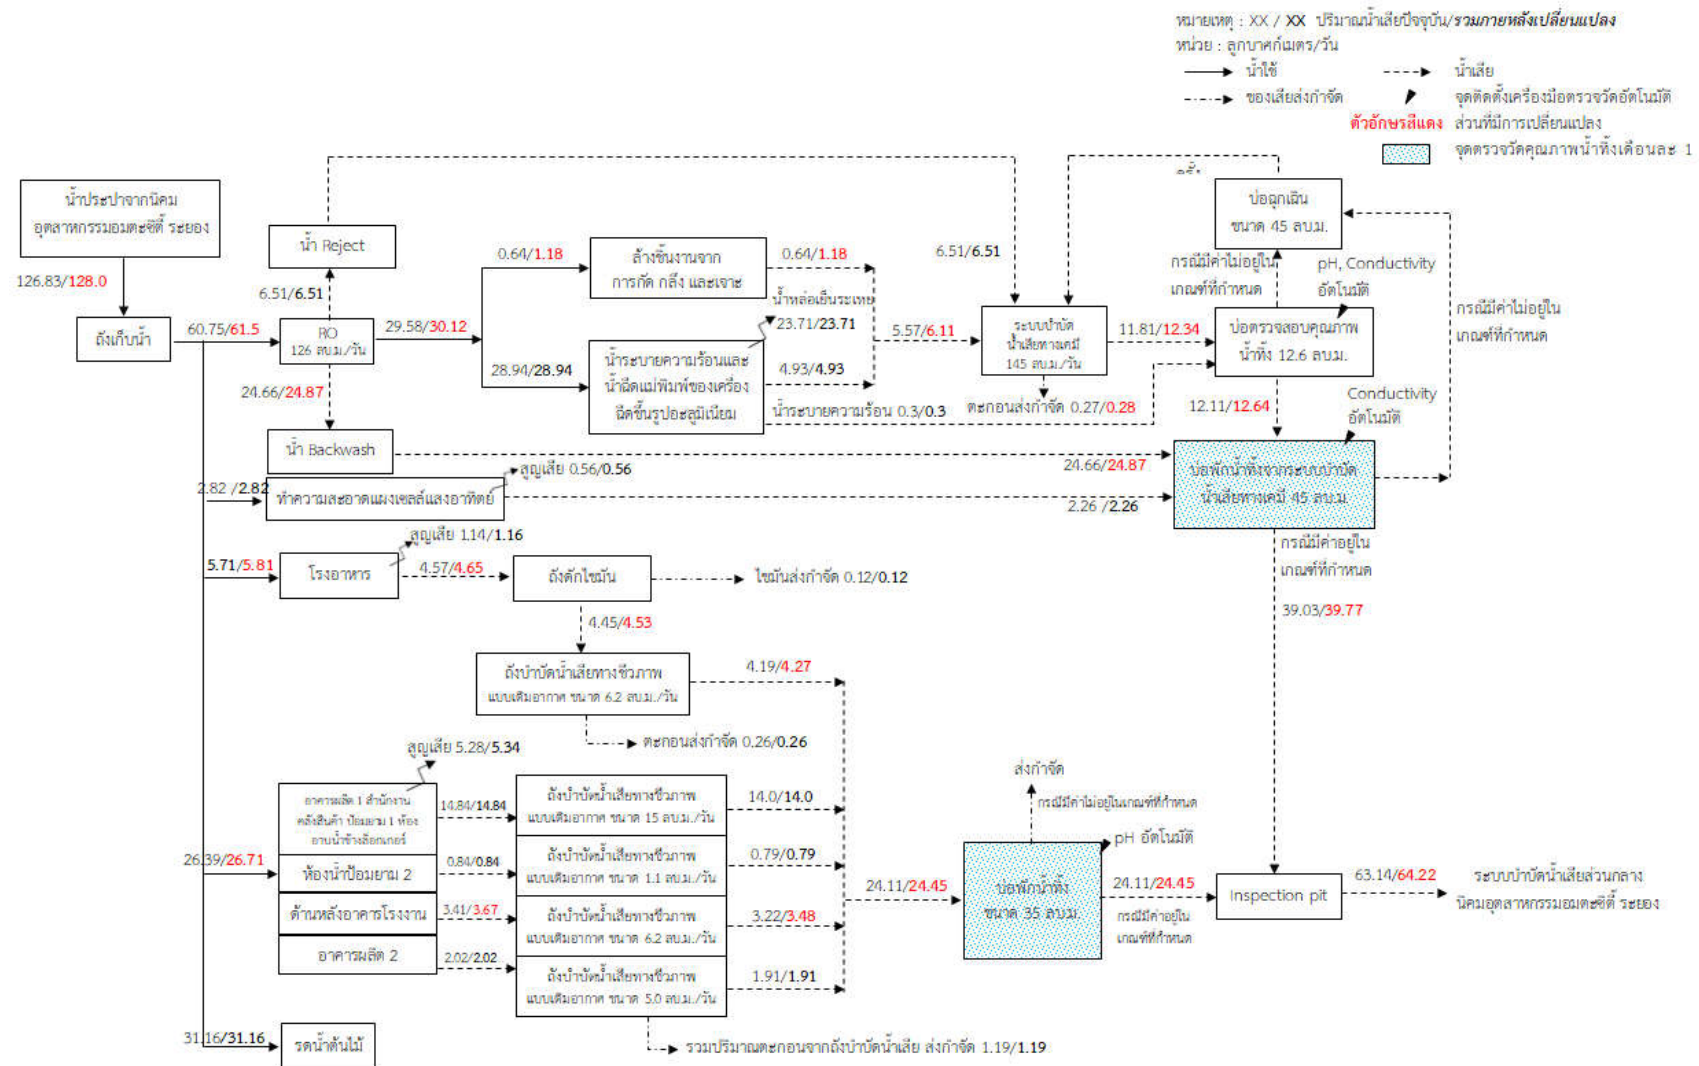 หมายเหตุ : XX / XX ปริมาณน้ำเสียปัจจุบัน/รวมภายหลังเปลี่ยนแปลง
หน่วย : ลูกบาศก์เมตร/วัน
น้ำใช้
น้ำเสีย
ของเสียส่งกำจัด
จุดติดตั้งเครื่องมือตรวจวัดอัตโนมัติ
ตัวอักษรสีแดง ส่วนที่มีการเปลี่ยนแปลง
จุดตรวจวัดคุณภาพน้ำทิ้งเดือนละ 1
น้ำประปาจากนิคม
อุตสาหกรรมอมตะซิตี้ ระยอง
126.83/128.0
ถังเก็บน้ำ
60.75/61.5
น้ำ Reject
6.51/6.51
RO
126 ลบ.ม./วัน
24.66/24.87
น้ำ Backwash
29.58/30.12
0.64/1.18
ล้างชิ้นงานจาก
การกัด กลึง และเจาะ
0.64/1.18
28.94/28.94
น้ำระบายความร้อนและ
น้ำฉีดแม่พิมพ์ของเครื่อง
ฉีดขึ้นรูปอะลูมิเนียม
น้ำหล่อเย็นระเหย
23.71/23.71
4.93/4.93
น้ำระบายความร้อน 0.3/0.3
5.57/6.11
6.51/6.51
ระบบบำบัด
น้ำเสียทางเคมี
145 ลบ.ม./วัน
ตะกอนส่งกำจัด 0.27/0.28
11.81/12.34
บ่อฉุกเฉิน
ขนาด 45 ลบ.ม.
กรณีมีค่าไม่อยู่ใน
เกณฑ์ที่กำหนด
pH, Conductivity
อัตโนมัติ
บ่อตรวจสอบคุณภาพ
น้ำทิ้ง 12.6 ลบ.ม.
กรณีมีค่าไม่อยู่ใน
เกณฑ์ที่กำหนด
12.11/12.64
Conductivity
อัตโนมัติ
24.66/24.87
บ่อพักน้ำทิ้งจากระบบบำบัด
น้ำเสียทางเคมี 45 ลบ.ม.
2.82 /2.82
ทำความสะอาดแผงเซลล์แสงอาทิตย์
สูญเสีย 0.56/0.56
2.26 /2.26
กรณีมีค่าอยู่ใน
เกณฑ์ที่กำหนด
39.03/39.77
5.71/5.81
โรงอาหาร
สูญเสีย 1.14/1.16
4.57/4.65
ถังดักไขมัน
ไขมันส่งกำจัด 0.12/0.12
4.45/4.53
ถังบำบัดน้ำเสียทางชีวภาพ
แบบเติมอากาศ ขนาด 6.2 ลบ.ม./วัน
4.19/4.27
ตะกอนส่งกำจัด 0.26/0.26
สูญเสีย 5.28/5.34
26.39/26.71
อาคารผลิต 1 สำนักงาน
คลังสินค้า ป้อมยาม 1 ห้อง
อาบน้ำข้างล็อกเกอร์
14.84/14.84
ถังบำบัดน้ำเสียทางชีวภาพ
แบบเติมอากาศ ขนาด 15 ลบ.ม./วัน
14.0/14.0
ห้องน้ำป้อมยาม 2
0.84/0.84
ถังบำบัดน้ำเสียทางชีวภาพ
แบบเติมอากาศ ขนาด 1.1 ลบ.ม./วัน
0.79/0.79
ด้านหลังอาคารโรงงาน
3.41/3.67
ถังบำบัดน้ำเสียทางชีวภาพ
แบบเติมอากาศ ขนาด 6.2 ลบ.ม./วัน
3.22/3.48
อาคารผลิต 2
2.02/2.02
ถังบำบัดน้ำเสียทางชีวภาพ
แบบเติมอากาศ ขนาด 5.0 ลบ.ม./วัน
1.91/1.91
รวมปริมาณตะกอนจากถังบำบัดน้ำเสีย ส่งกำจัด 1.19/1.19
24.11/24.45
ส่งกำจัด
กรณีมีค่าไม่อยู่ในเกณฑ์ที่กำหนด
pH อัตโนมัติ
บ่อพักน้ำทิ้ง
ขนาด 35 ลบ.ม.
24.11/24.45
กรณีมีค่าอยู่ใน
เกณฑ์ที่กำหนด
Inspection pit
63.14/64.22
ระบบบำบัดน้ำเสียส่วนกลาง
นิคมอุตสาหกรรมอมตะซิตี้ ระยอง
31.16/31.16
รดน้ำต้นไม้